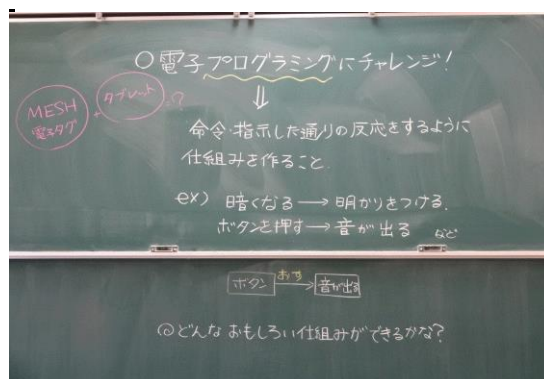 ○電子プログラミングにチャレンジ!
MESH
電子タグ
+
タブレット
…?
⇓
命令・指示した通りの反応をするように
仕組みを作ること.
ex) 暗くなる → 明かりをつける.
ボタンを押す → 音が出る など
ボタン おす→ 音が出る
◎どんなおもしろい仕組みができるかな?